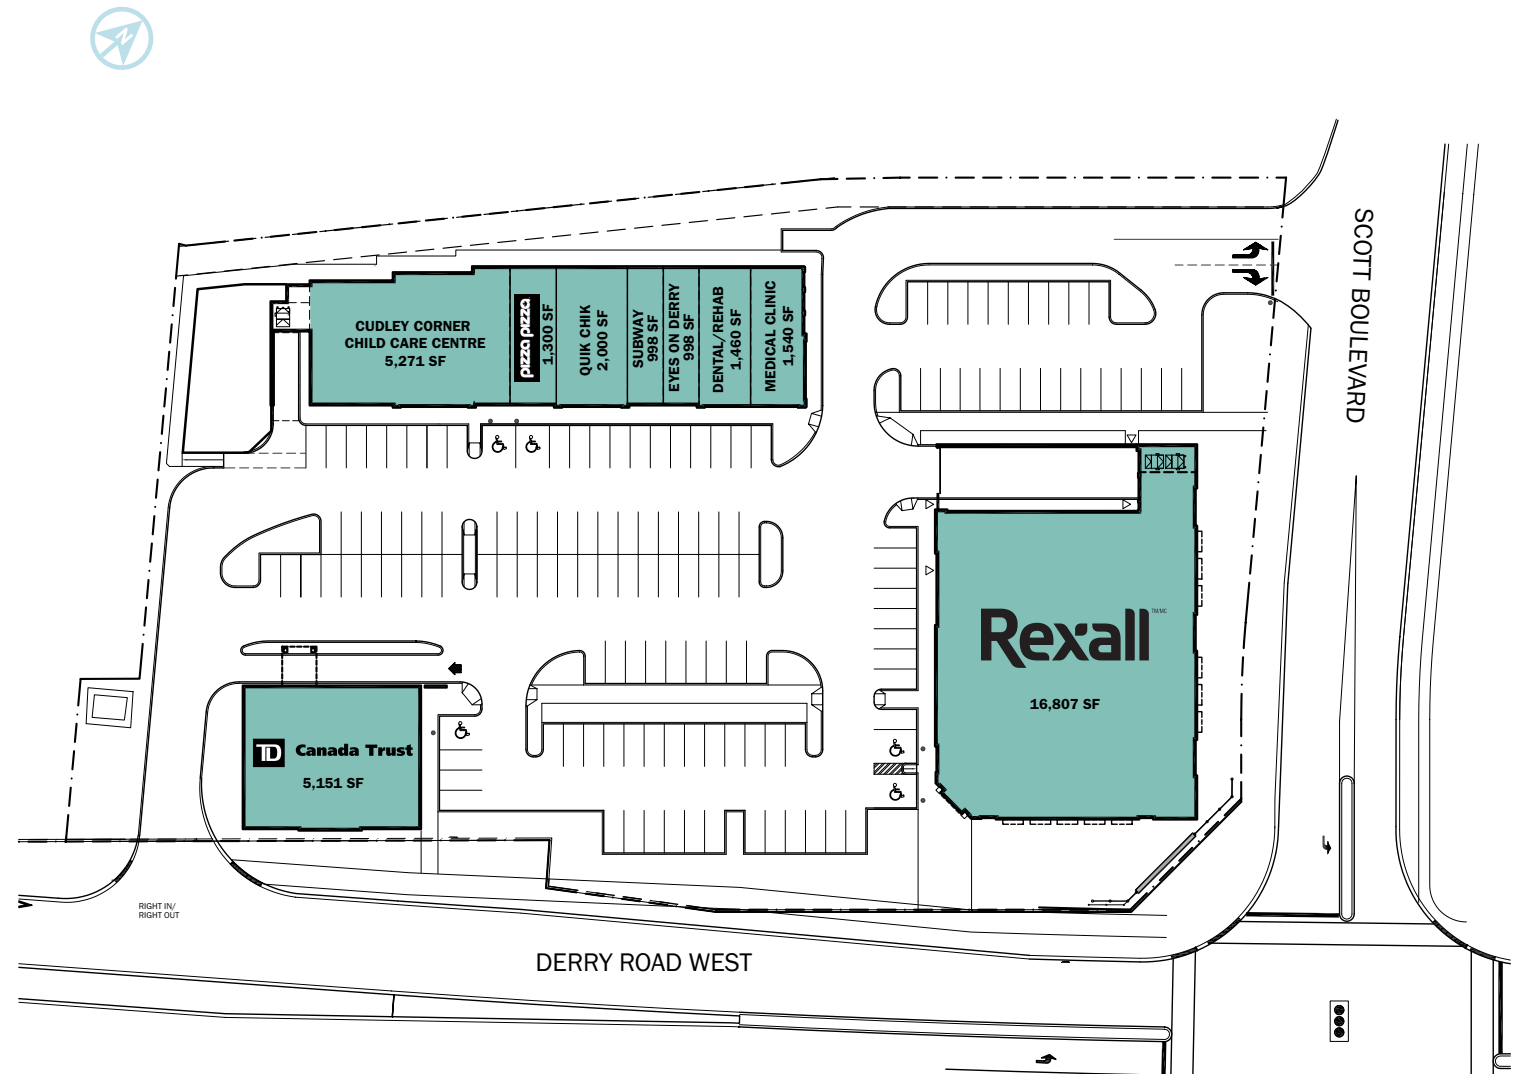 N
SCOTT BOULEVARD
CUDLEY CORNER
CHILD CARE CENTRE
5,271 SF
pizza pizza
1,300 SF
QUIK CHIK
2,000 SF
SUBWAY
998 SF
EYES ON DERRY
998 SF
DENTAL/REHAB
1,460 SF
MEDICAL CLINIC
1,540 SF
Rexall TM/MC
16,807 SF
TD Canada Trust
5,151 SF
RIGHT IN/
RIGHT OUT
DERRY ROAD WEST